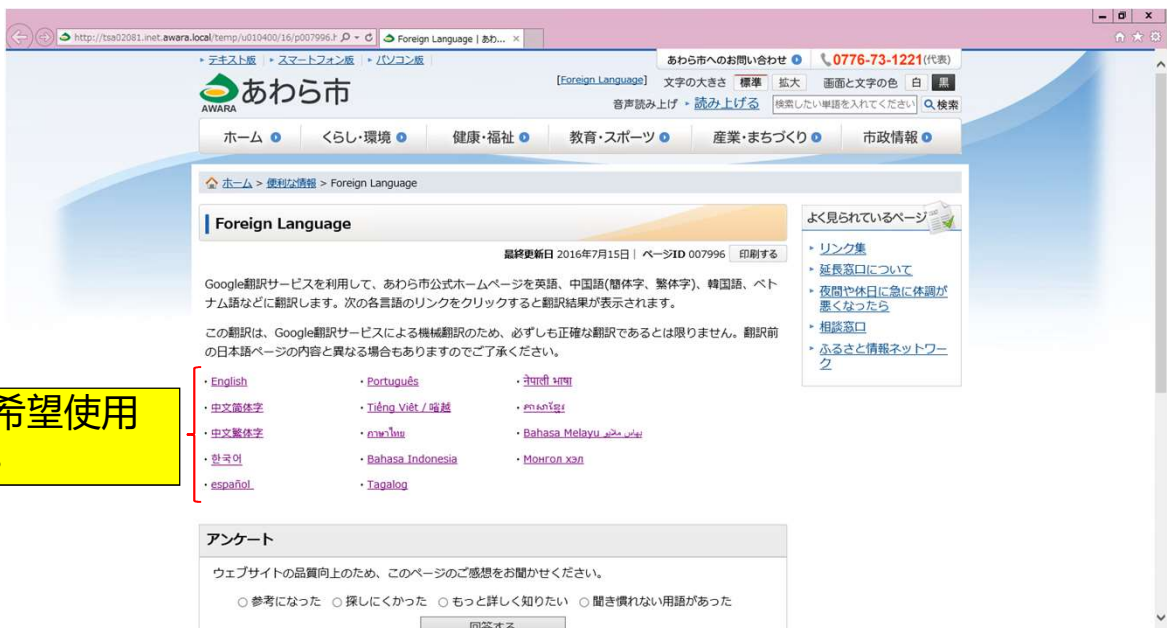 http://tsa02081.inet.awara.local/temp/u010400/16/p007996.h
Foreign Language | あわ...
テキスト版 スマートフォン版 パソコン版
あわら市へのお問い合わせ 0776-73-1221(代表)
あわら市
AWARA
[Foreign Language] 文字の大きさ 標準 拡大 画面と文字の色 白 黒
音声読み上げ 読み上げる 検索したい単語を入れてください 検索
ホーム くらし・環境 健康・福祉 教育・スポーツ 産業・まちづくり 市政情報
ホーム > 便利な情報 > Foreign Language
Foreign Language
最終更新日 2016年7月15日 | ページID 007996 印刷する
Google翻訳サービスを利用して、あわら市公式ホームページを英語、中国語(簡体字、繁体字)、韓国語、ベト
ナム語などに翻訳します。次の各言語のリンクをクリックすると翻訳結果が表示されます。
この翻訳は、Google翻訳サービスによる機械翻訳のため、必ずしも正確な翻訳であるとは限りません。翻訳前
の日本語ページの内容と異なる場合もありますのでご了承ください。
・English ・Português ・नेपाली भाषा
・中文简体字 ・Tiếng Việt / 㗂越 ・ភាសាខ្មែរ
・中文繁体字 ・ภาษาไทย ・Bahasa Melayu بهاس ملايو
・한국어 ・Bahasa Indonesia ・Монгол хэл
・español ・Tagalog
希望使用
よく見られているページ
リンク集
延長窓口について
夜間や休日に急に体調が
悪くなったら
相談窓口
ふるさと情報ネットワー
ク
アンケート
ウェブサイトの品質向上のため、このページのご感想をお聞かせください。
参考になった 探しにくかった もっと詳しく知りたい 聞き慣れない用語があった
回答する